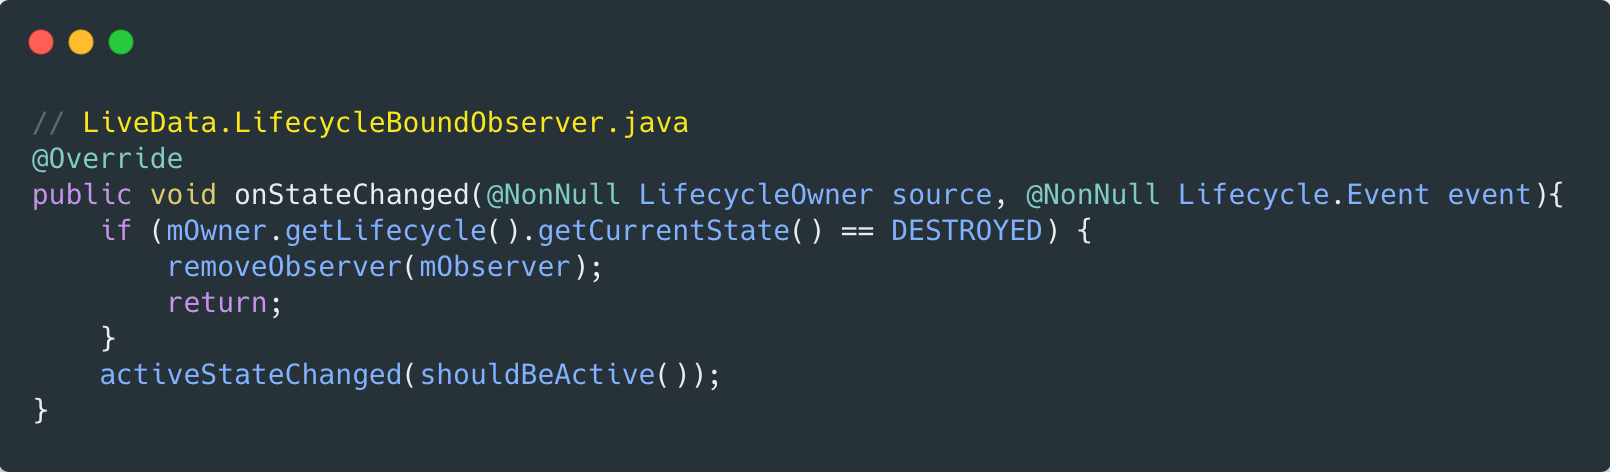 // LiveData.LifecycleBoundObserver.java
@Override
public void onStateChanged(@NonNull LifecycleOwner source, @NonNull Lifecycle.Event event){
    if (mOwner.getLifecycle().getCurrentState() == DESTROYED) {
        removeObserver(mObserver);
        return;
    }
    activeStateChanged(shouldBeActive());
}